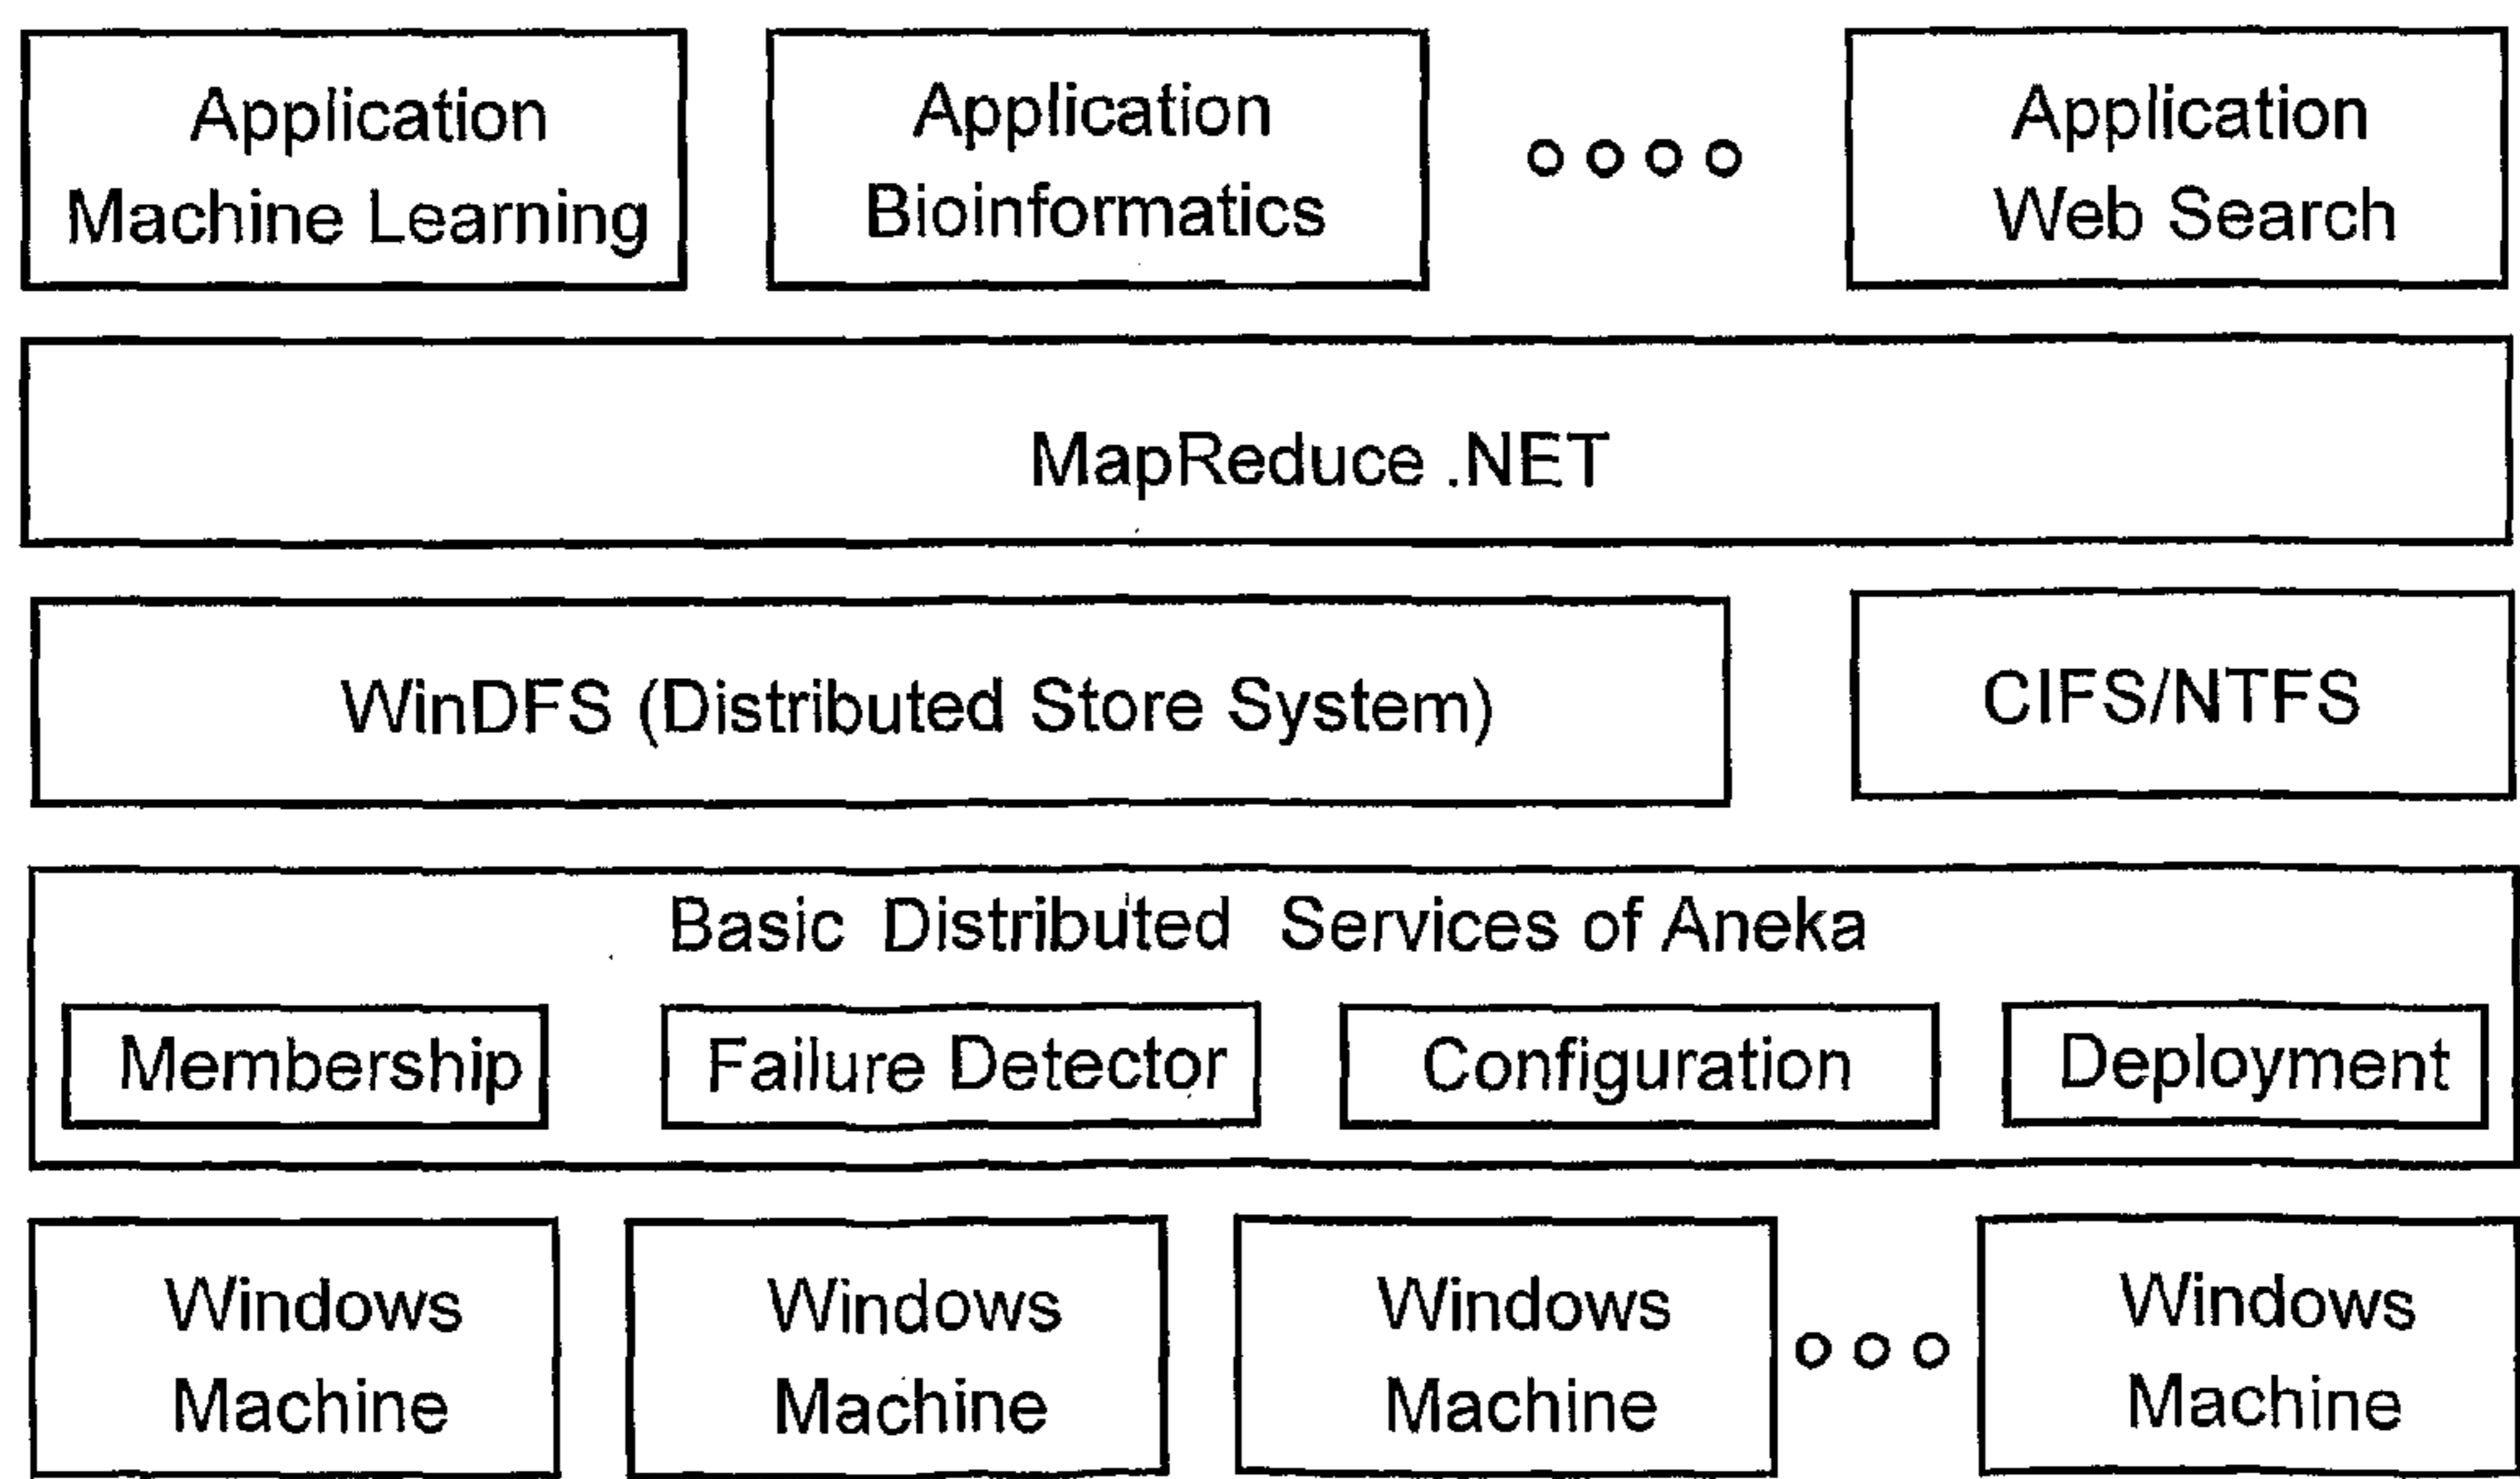 Application
Machine Learning
Application
Bioinformatics
Application
Web Search
MapReduce .NET
WinDFS (Distributed Store System)
CIFS/NTFS
Basic Distributed Services of Aneka
Membership
Failure Detector
Configuration
Deployment
Windows
Machine
Windows
Machine
Windows
Machine
Windows
Machine